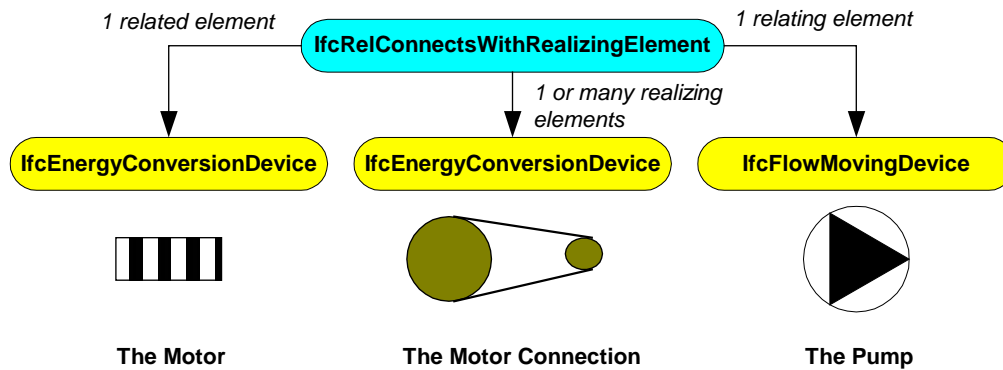 1 related element
1 relating element
IfcRelConnectsWithRealizingElement
1 or many realizing
elements
IfcEnergyConversionDevice
IfcEnergyConversionDevice
IfcFlowMovingDevice
The Motor
The Motor Connection
The Pump